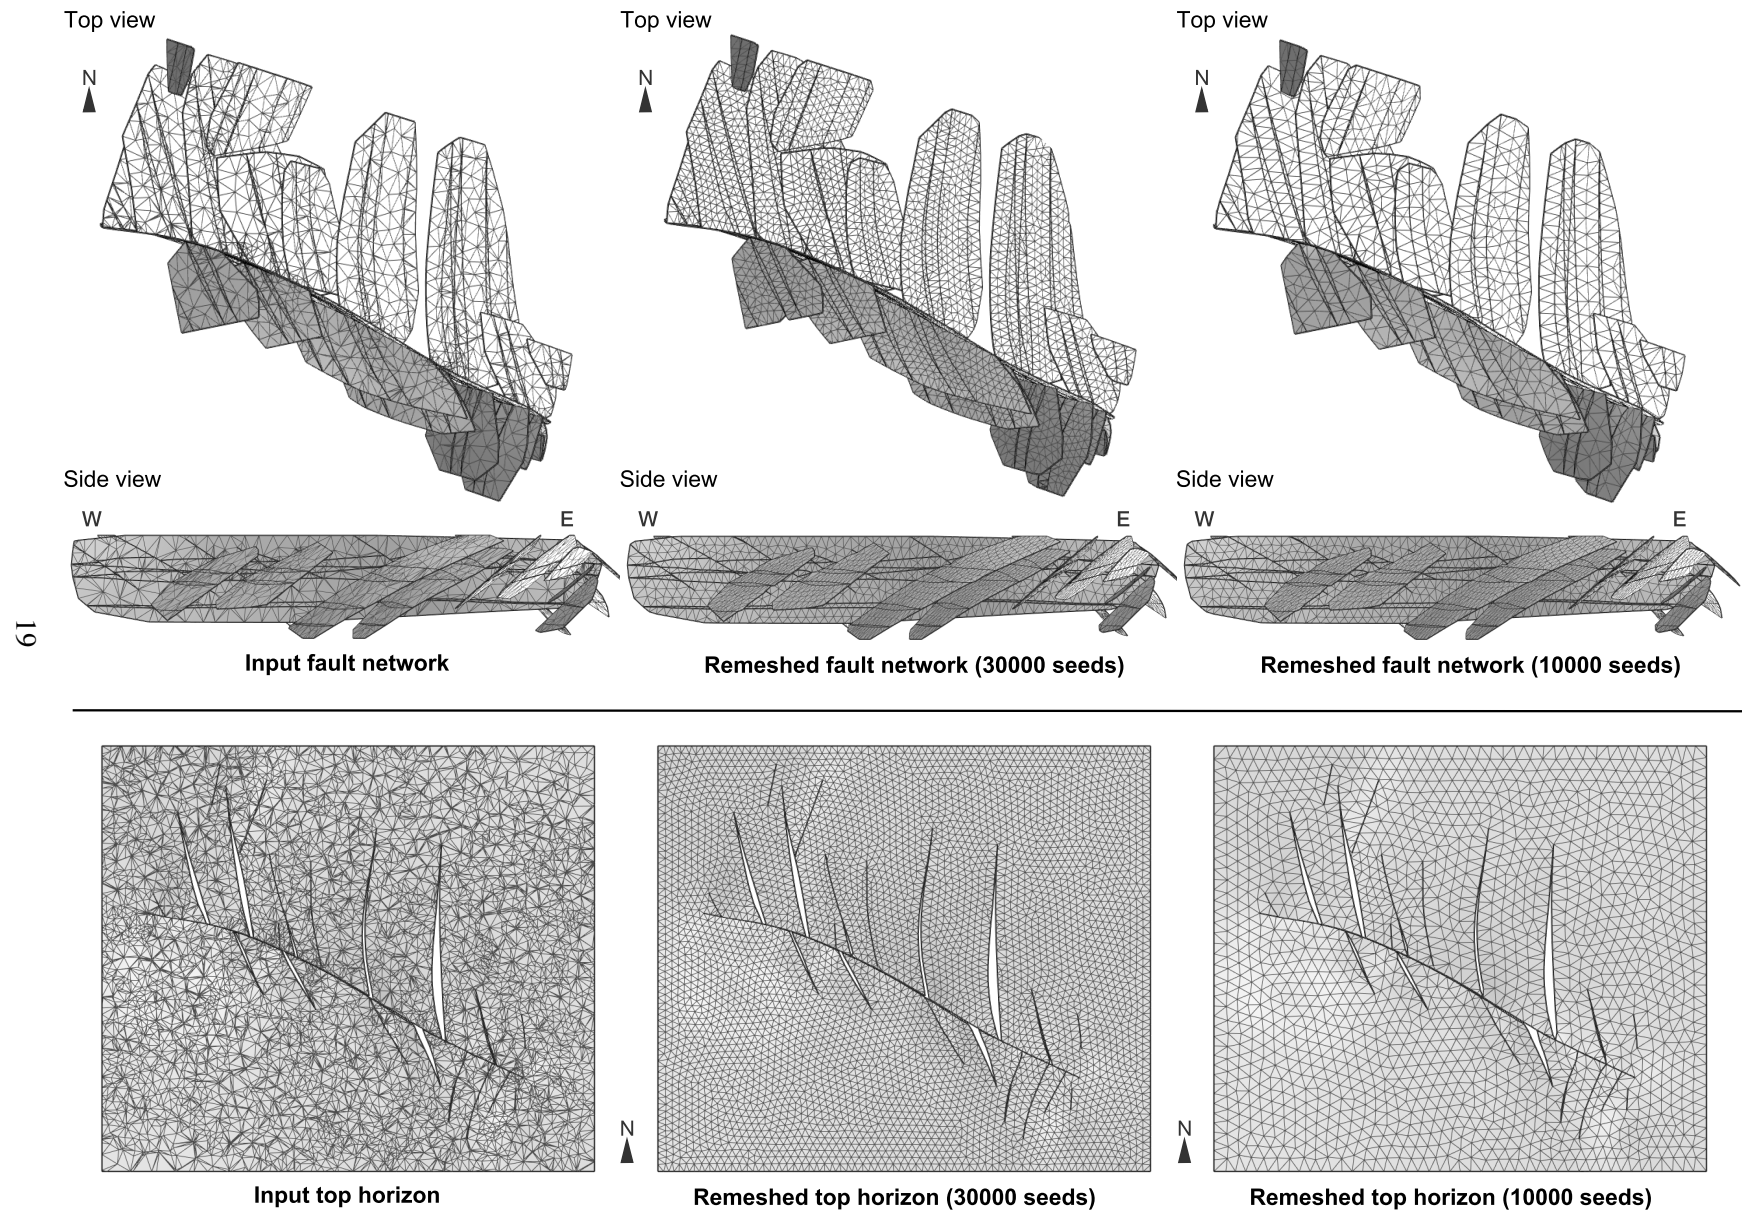 Top view
Top view
Top view
N
N
N
Side view
Side view
Side view
W E
W E
W E
Input fault network
Remeshed fault network (30000 seeds)
Remeshed fault network (10000 seeds)
19
N
N
Input top horizon
Remeshed top horizon (30000 seeds)
Remeshed top horizon (10000 seeds)